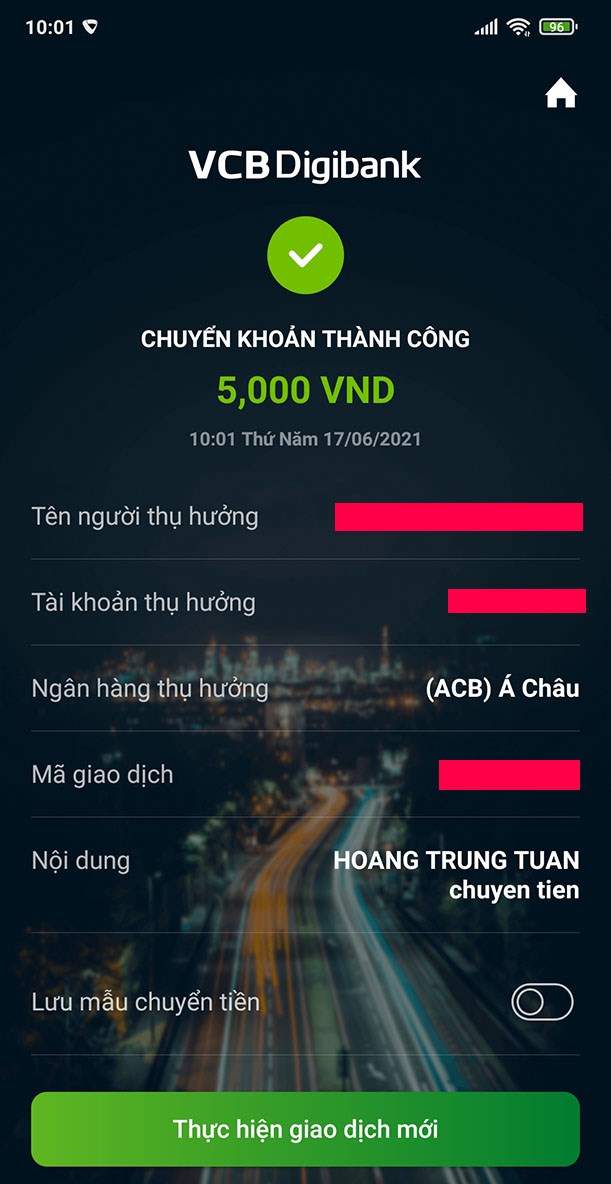 10:01
96
VCB Digibank
CHUYỂN KHOẢN THÀNH CÔNG
5,000 VND
10:01 Thứ Năm 17/06/2021
Tên người thụ hưởng
Tài khoản thụ hưởng
Ngân hàng thụ hưởng (ACB) Á Châu
Mã giao dịch
Nội dung HOANG TRUNG TUAN
chuyen tien
Lưu mẫu chuyển tiền
Thực hiện giao dịch mới